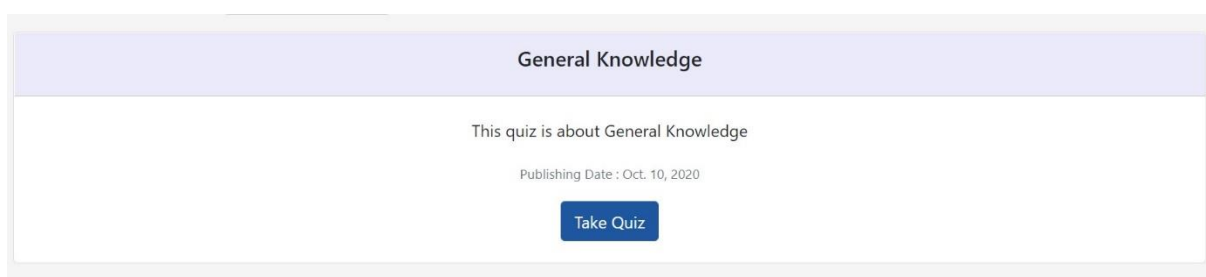 General Knowledge
This quiz is about General Knowledge
Publishing Date : Oct. 10, 2020
Take Quiz